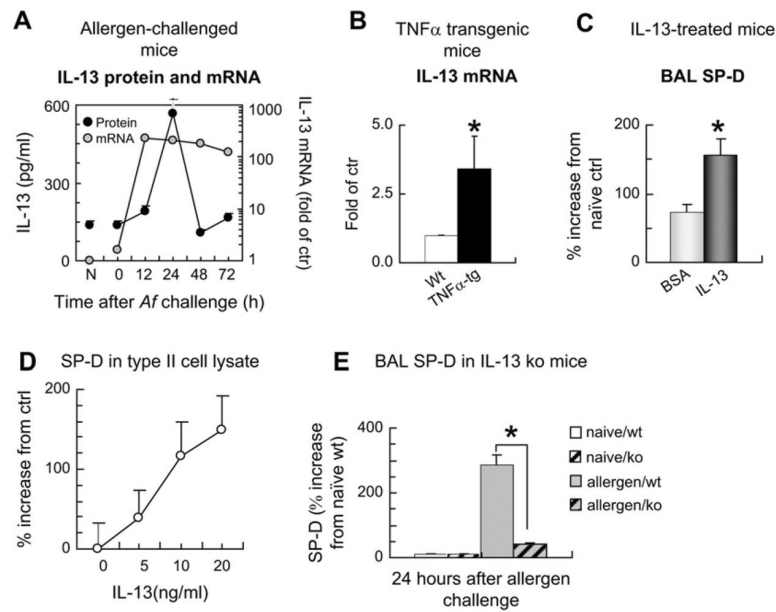 A
Allergen-challenged
mice
IL-13 protein and mRNA
600
300
0
IL-13 (pg/ml)
Protein
mRNA
1000
100
10
1
IL-13 mRNA (fold of ctr)
N 0 12 24 48 72
Time after Af challenge (h)
B
TNFα transgenic
mice
IL-13 mRNA
5.0
2.5
0.0
Fold of ctr
*
Wt
TNFα-tg
C
IL-13-treated mice
BAL SP-D
200
100
0
% increase from
naïve ctrl
*
BSA
IL-13
D
SP-D in type II cell lysate
200
100
0
% increase from ctrl
0 5 10 20
IL-13(ng/ml)
E
BAL SP-D in IL-13 ko mice
400
200
0
SP-D (% increase
from naïve wt)
*
naive/wt
naive/ko
allergen/wt
allergen/ko
24 hours after allergen
challenge